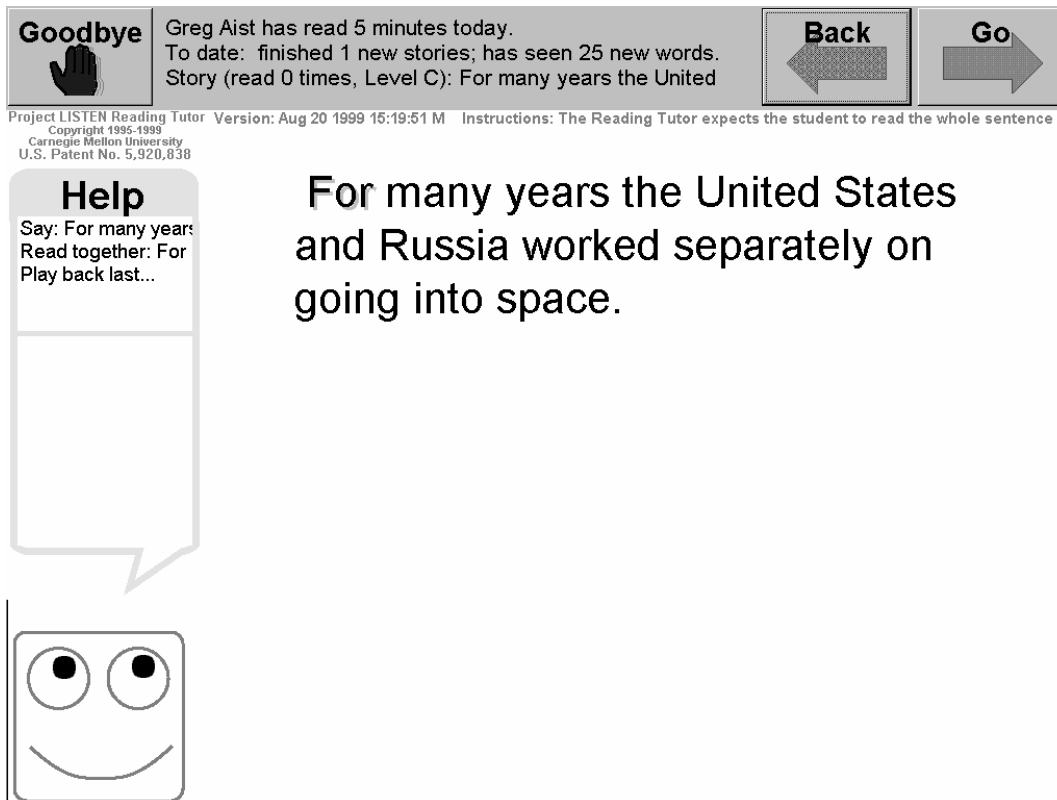 Goodbye
Greg Aist has read 5 minutes today.
To date: finished 1 new stories; has seen 25 new words.
Story (read 0 times, Level C): For many years the United
Back
Go
Project LISTEN Reading Tutor
Copyright 1995-1999
Carnegie Mellon University
U.S. Patent No. 5,920,838
Version: Aug 20 1999 15:19:51 M Instructions: The Reading Tutor expects the student to read the whole sentence
Help
Say: For many years
Read together: For
Play back last...
For many years the United States
and Russia worked separately on
going into space.